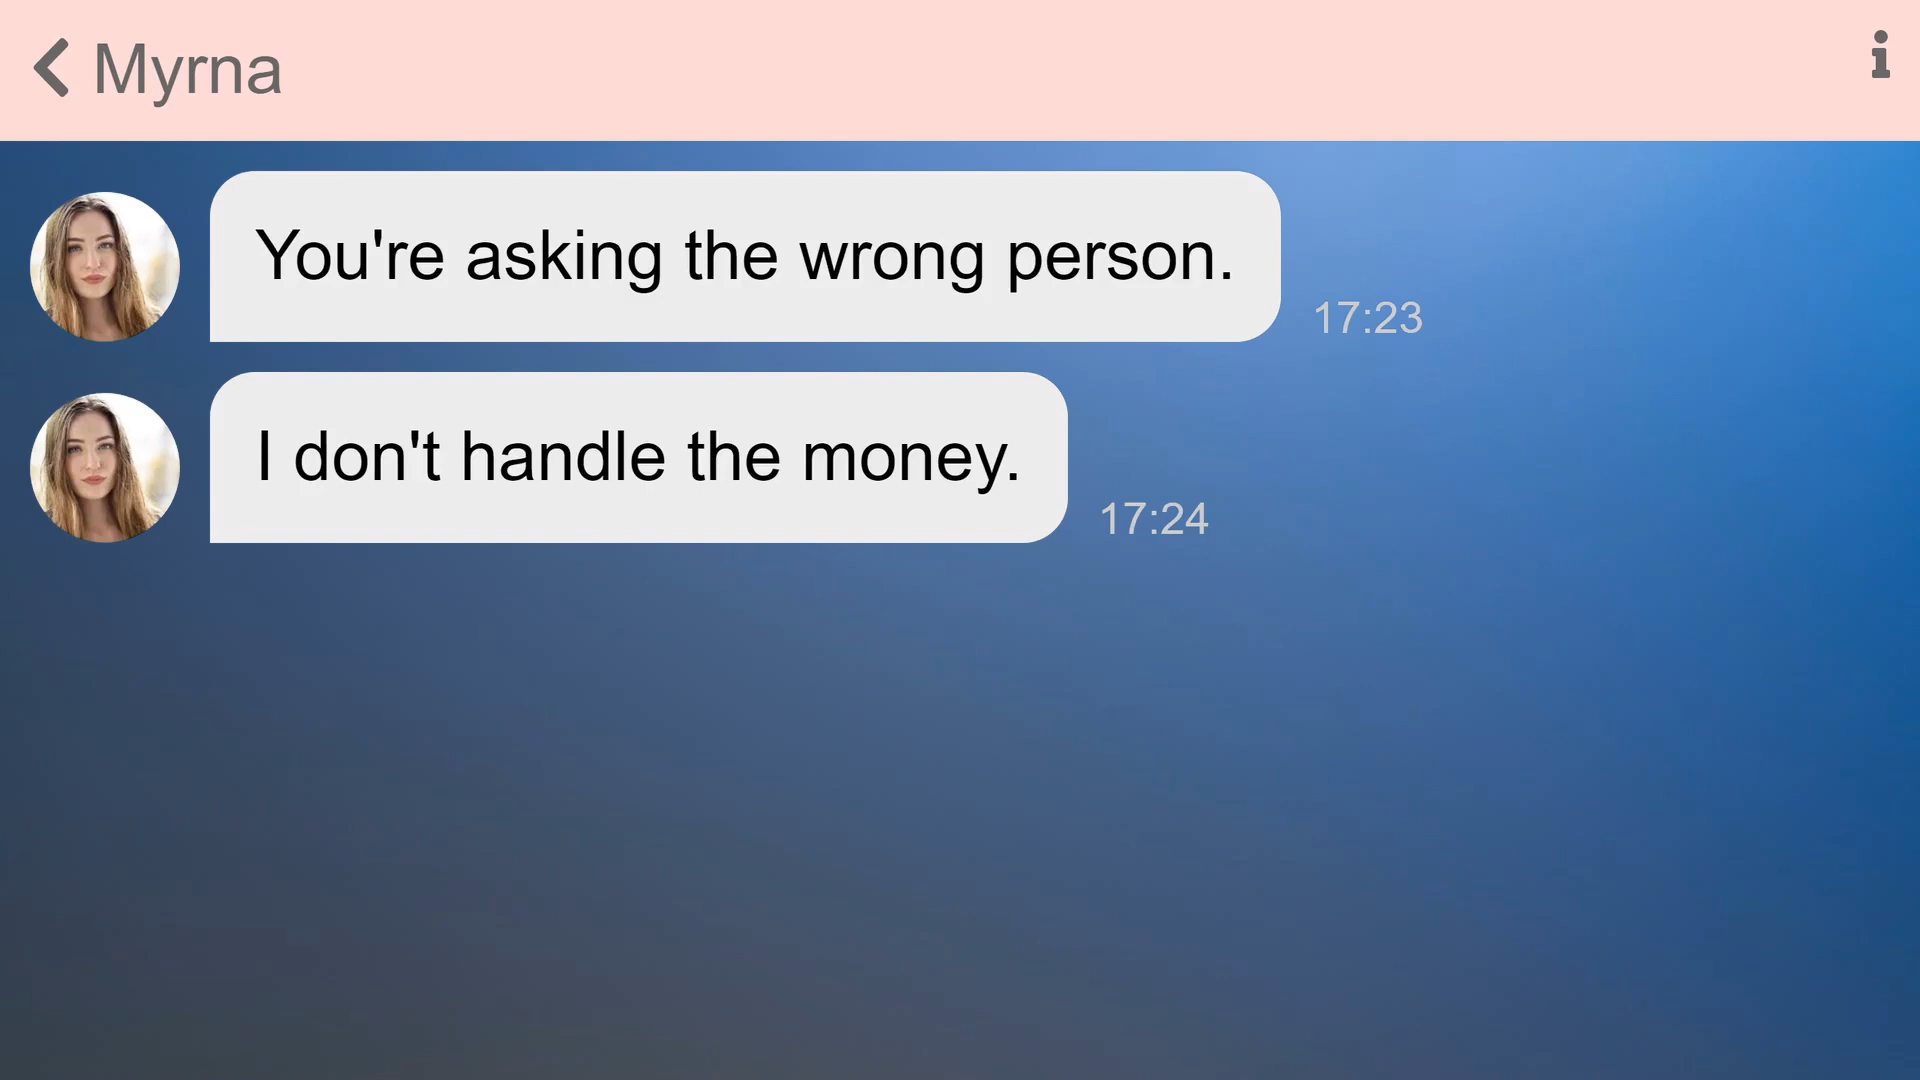 Myrna
You're asking the wrong person.
17:23
I don't handle the money.
17:24